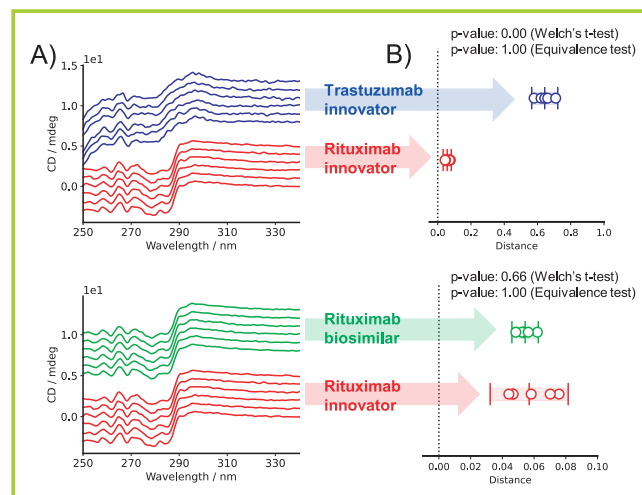 A)
B)
p-value: 0.00 (Welch's t-test)
p-value: 1.00 (Equivalence test)
1.5 1e1
1.0
0.5
0.0
CD / mdeg
250 270 290 310 330
Wavelength / nm
Trastuzumab
innovator
Rituximab
innovator
0.0 0.2 0.4 0.6 0.8 1.0
Distance
p-value: 0.66 (Welch's t-test)
p-value: 1.00 (Equivalence test)
1e1
1.0
0.5
0.0
CD / mdeg
250 270 290 310 330
Wavelength / nm
Rituximab
biosimilar
Rituximab
innovator
0.00 0.02 0.04 0.06 0.08 0.10
Distance